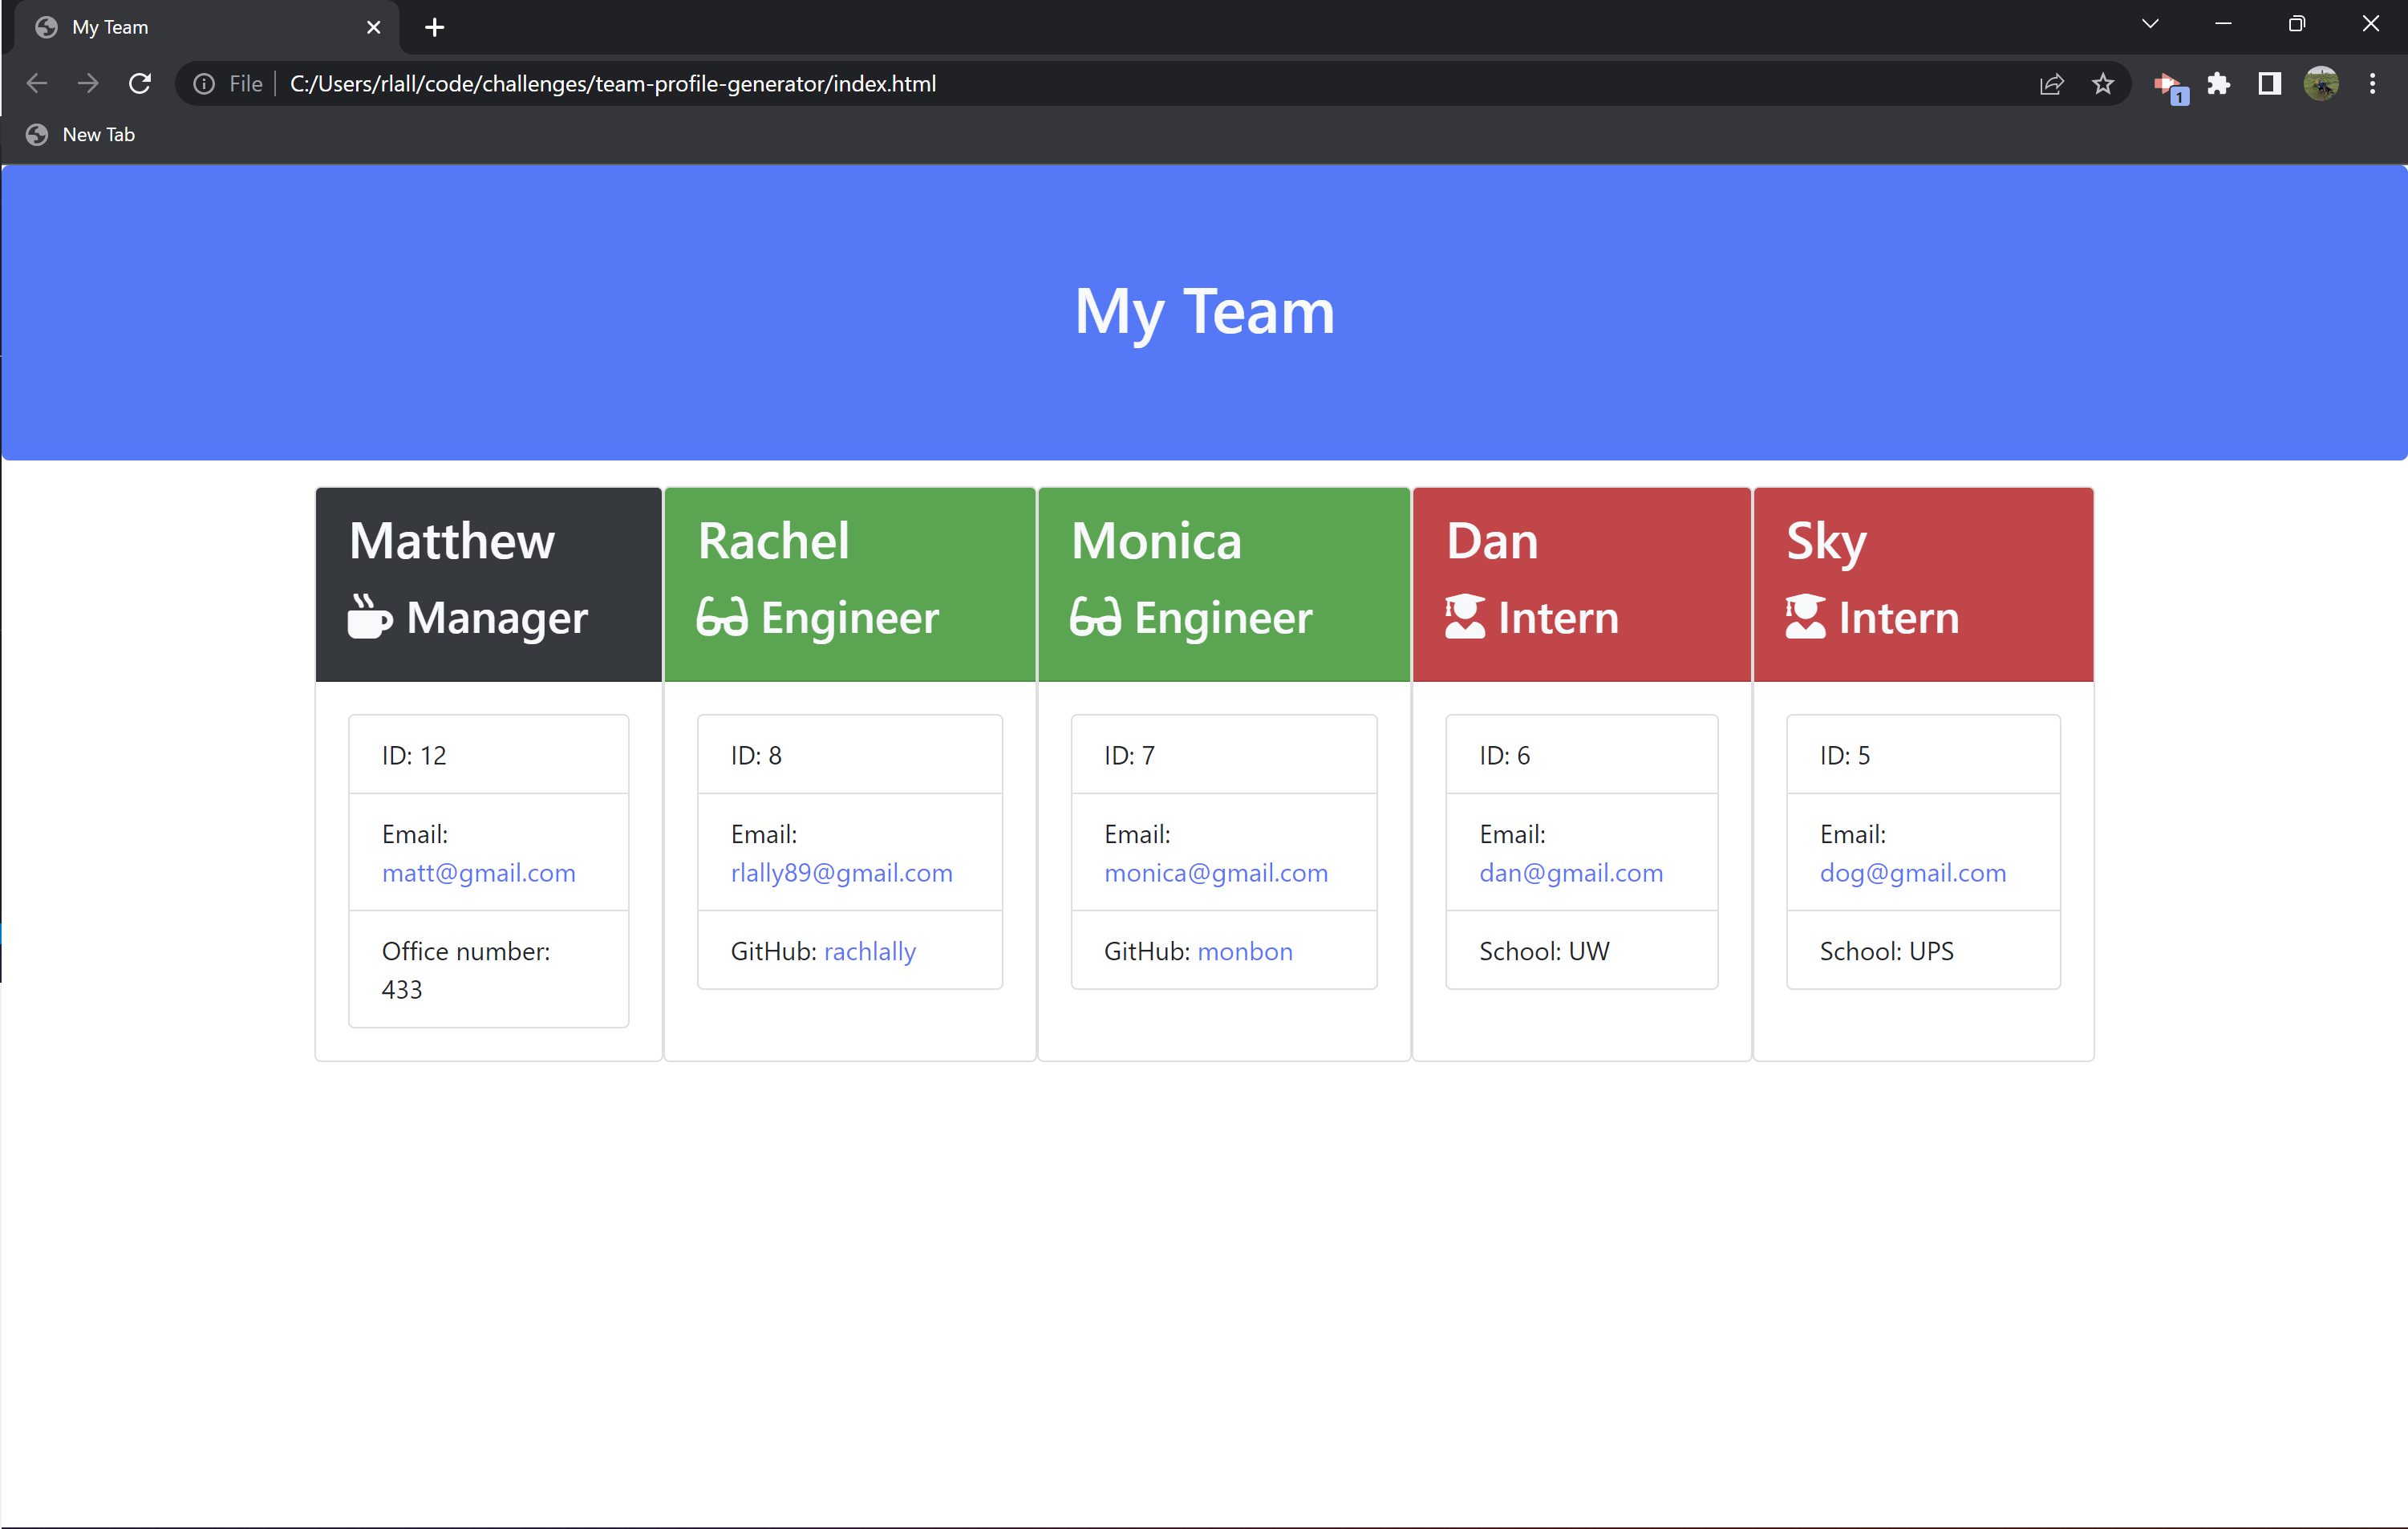 My Team
File C:/Users/rlall/code/challenges/team-profile-generator/index.html
1
New Tab
My Team
Matthew
Manager
ID: 12
Email:
matt@gmail.com
Office number:
433
Rachel
Engineer
ID: 8
Email:
rlally89@gmail.com
GitHub: rachlally
Monica
Engineer
ID: 7
Email:
monica@gmail.com
GitHub: monbon
Dan
Intern
ID: 6
Email:
dan@gmail.com
School: UW
Sky
Intern
ID: 5
Email:
dog@gmail.com
School: UPS